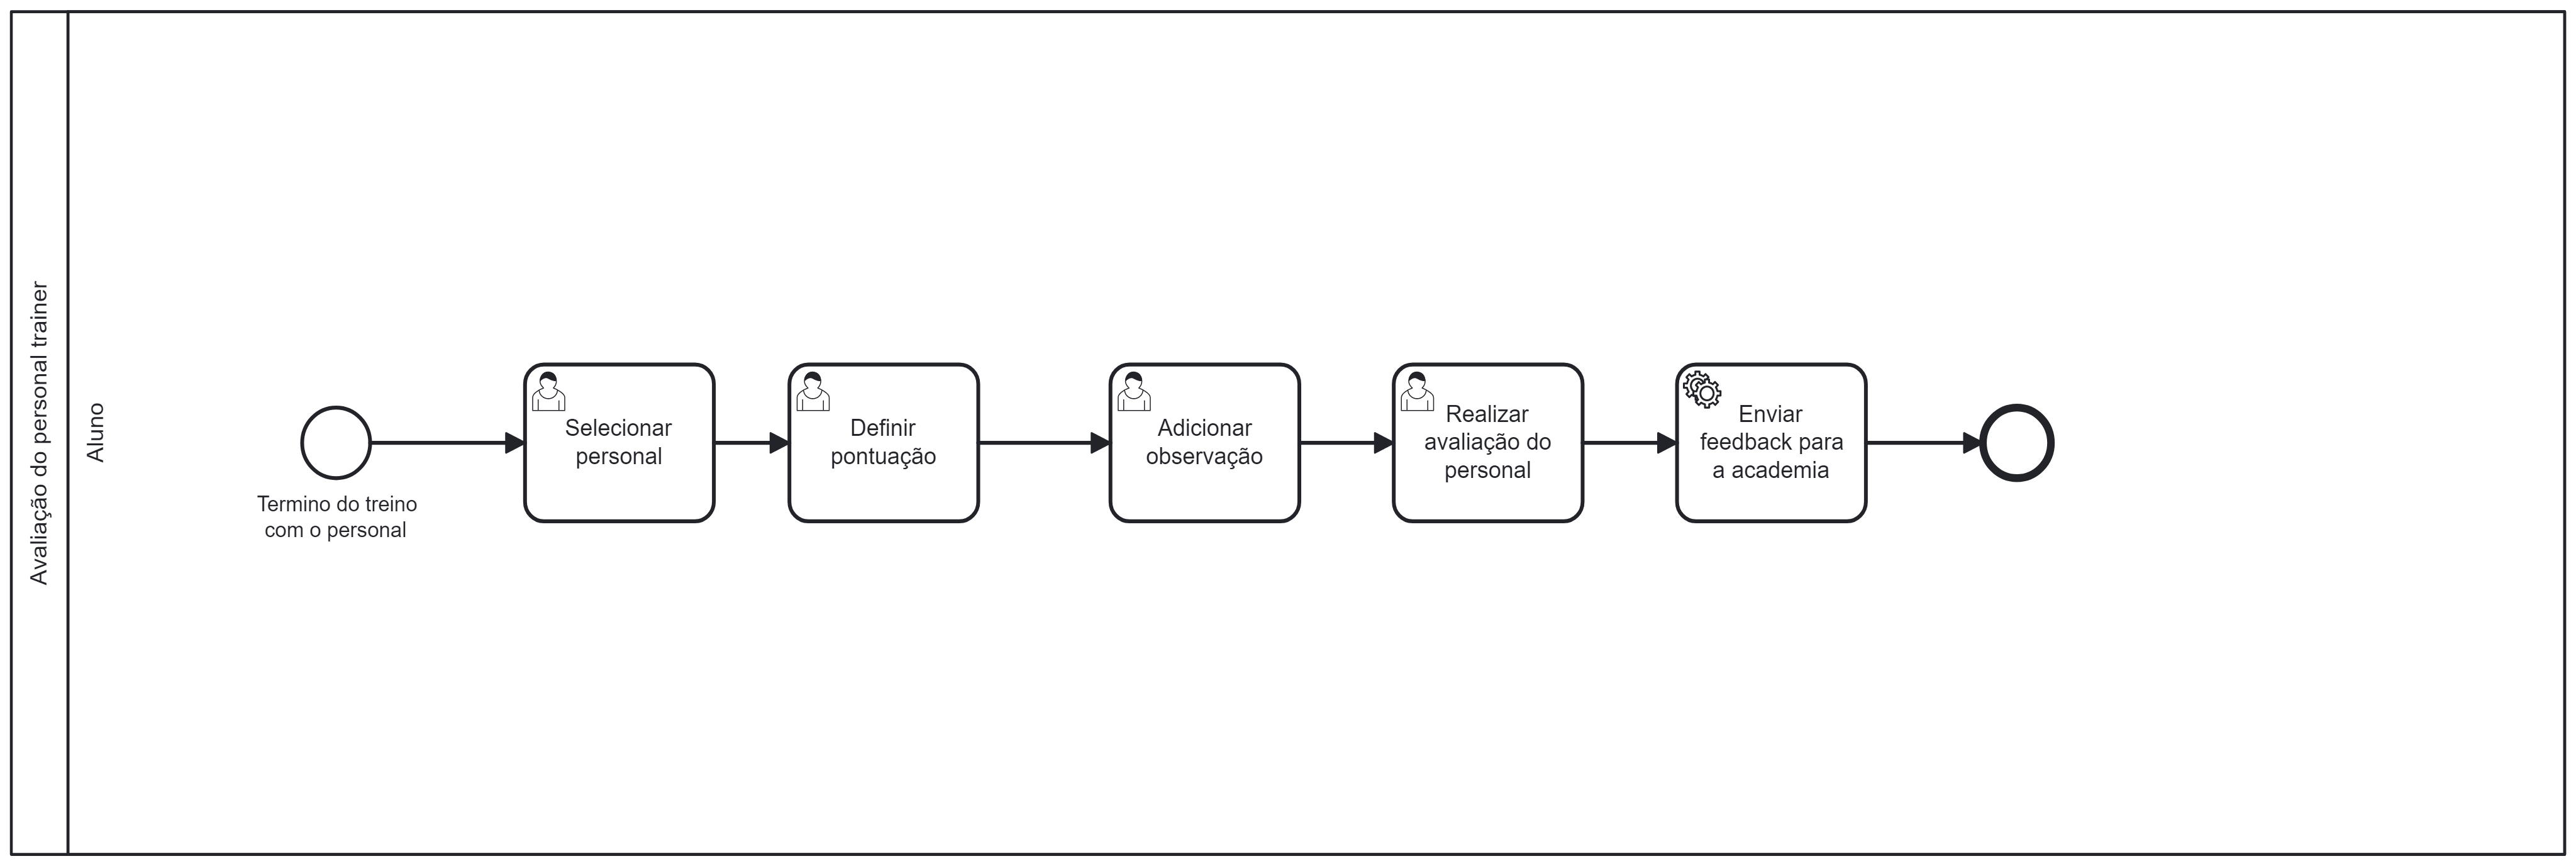 Avaliação do personal trainer
Aluno
Termino do treino
com o personal
Selecionar
personal
Definir
pontuação
Adicionar
observação
Realizar
avaliação do
personal
Enviar
feedback para
a academia